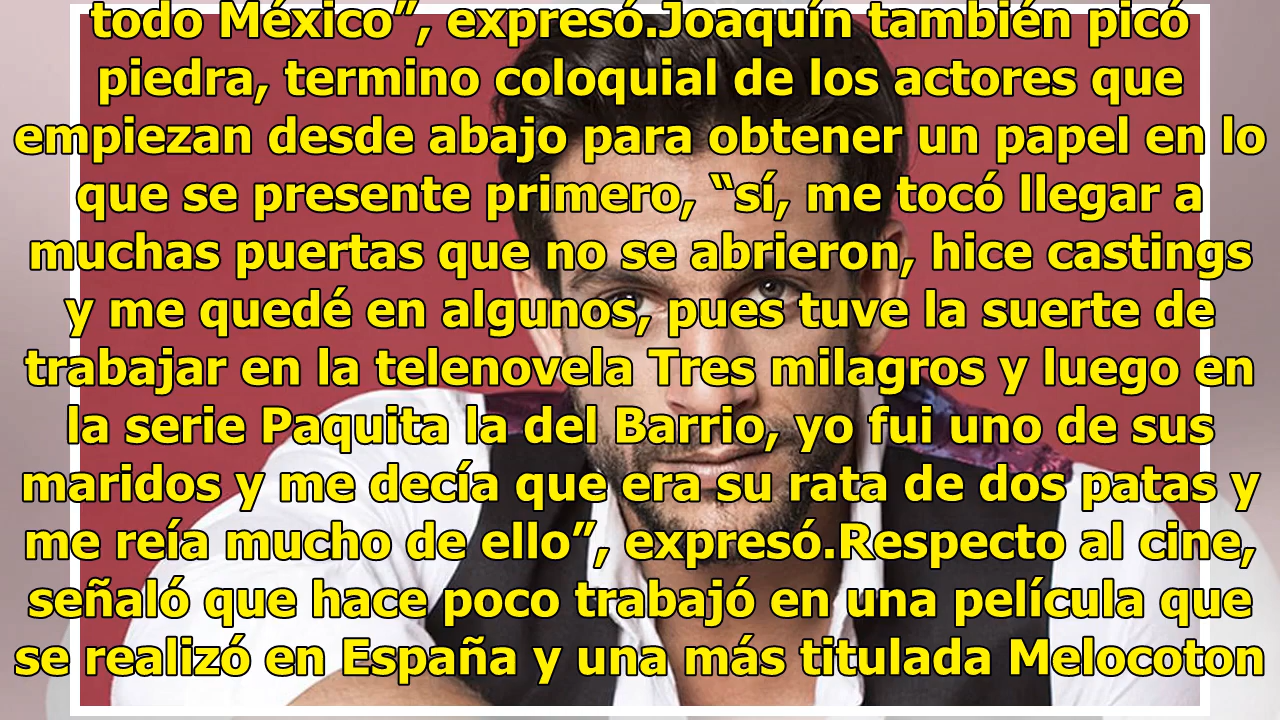 todo México”, expresó.Joaquín también picó
piedra, termino coloquial de los actores que
empiezan desde abajo para obtener un papel en lo
que se presente primero, “sí, me tocó llegar a
muchas puertas que no se abrieron, hice castings
y me quedé en algunos, pues tuve la suerte de
trabajar en la telenovela Tres milagros y luego en
la serie Paquita la del Barrio, yo fui uno de sus
maridos y me decía que era su rata de dos patas y
me reía mucho de ello”, expresó.Respecto al cine,
señaló que hace poco trabajó en una película que
se realizó en España y una más titulada Melocoton